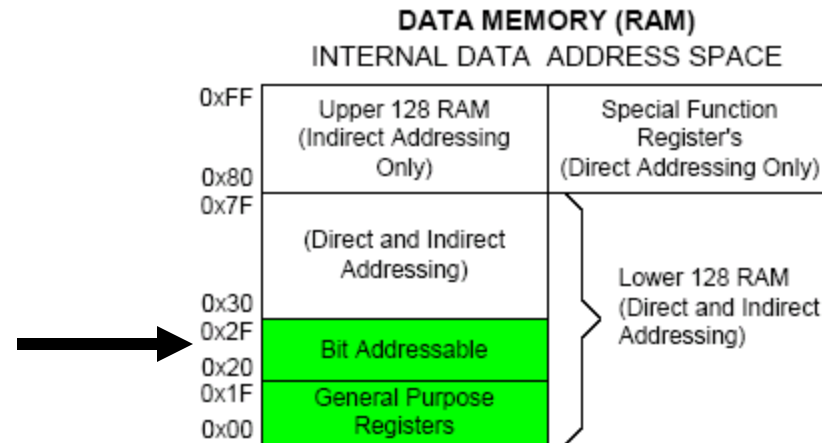 DATA MEMORY (RAM)
INTERNAL DATA ADDRESS SPACE
0xFF
Upper 128 RAM
(Indirect Addressing
Only)
Special Function
Register's
(Direct Addressing Only)
0x80
0x7F
(Direct and Indirect
Addressing)
Lower 128 RAM
(Direct and Indirect
Addressing)
0x30
0x2F
Bit Addressable
0x20
0x1F
General Purpose
Registers
0x00